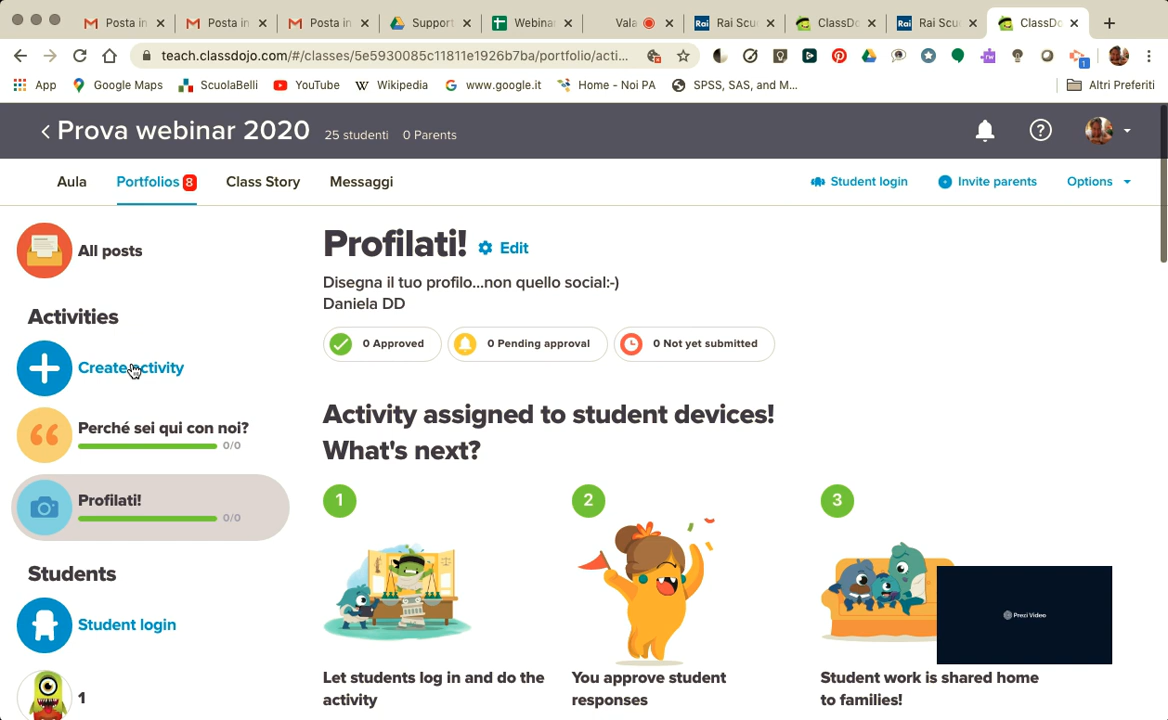 Posta in
Posta in
Posta in
Support
Webina
Vala
Rai Scu
ClassDo
Rai Scu
ClassDo
teach.classdojo.com/#/classes/5e5930085c11811e1926b7ba/portfolio/acti...
1
App
Google Maps
ScuolaBelli
YouTube
Wikipedia
www.google.it
Home - Noi PA
SPSS, SAS, and M...
Altri Preferiti
Prova webinar 2020
25 studenti
0 Parents
Aula
Portfolios 8
Class Story
Messaggi
Student login
Invite parents
Options
All posts
Activities
Create activity
Perché sei qui con noi?
0/0
Profilati!
0/0
Students
Student login
1
Profilati!
Edit
Disegna il tuo profilo...non quello social:-)
Daniela DD
0 Approved
0 Pending approval
0 Not yet submitted
Activity assigned to student devices!
What's next?
1
Let students log in and do the
activity
2
You approve student
responses
3
Student work is shared home
to families!
Prezi Video